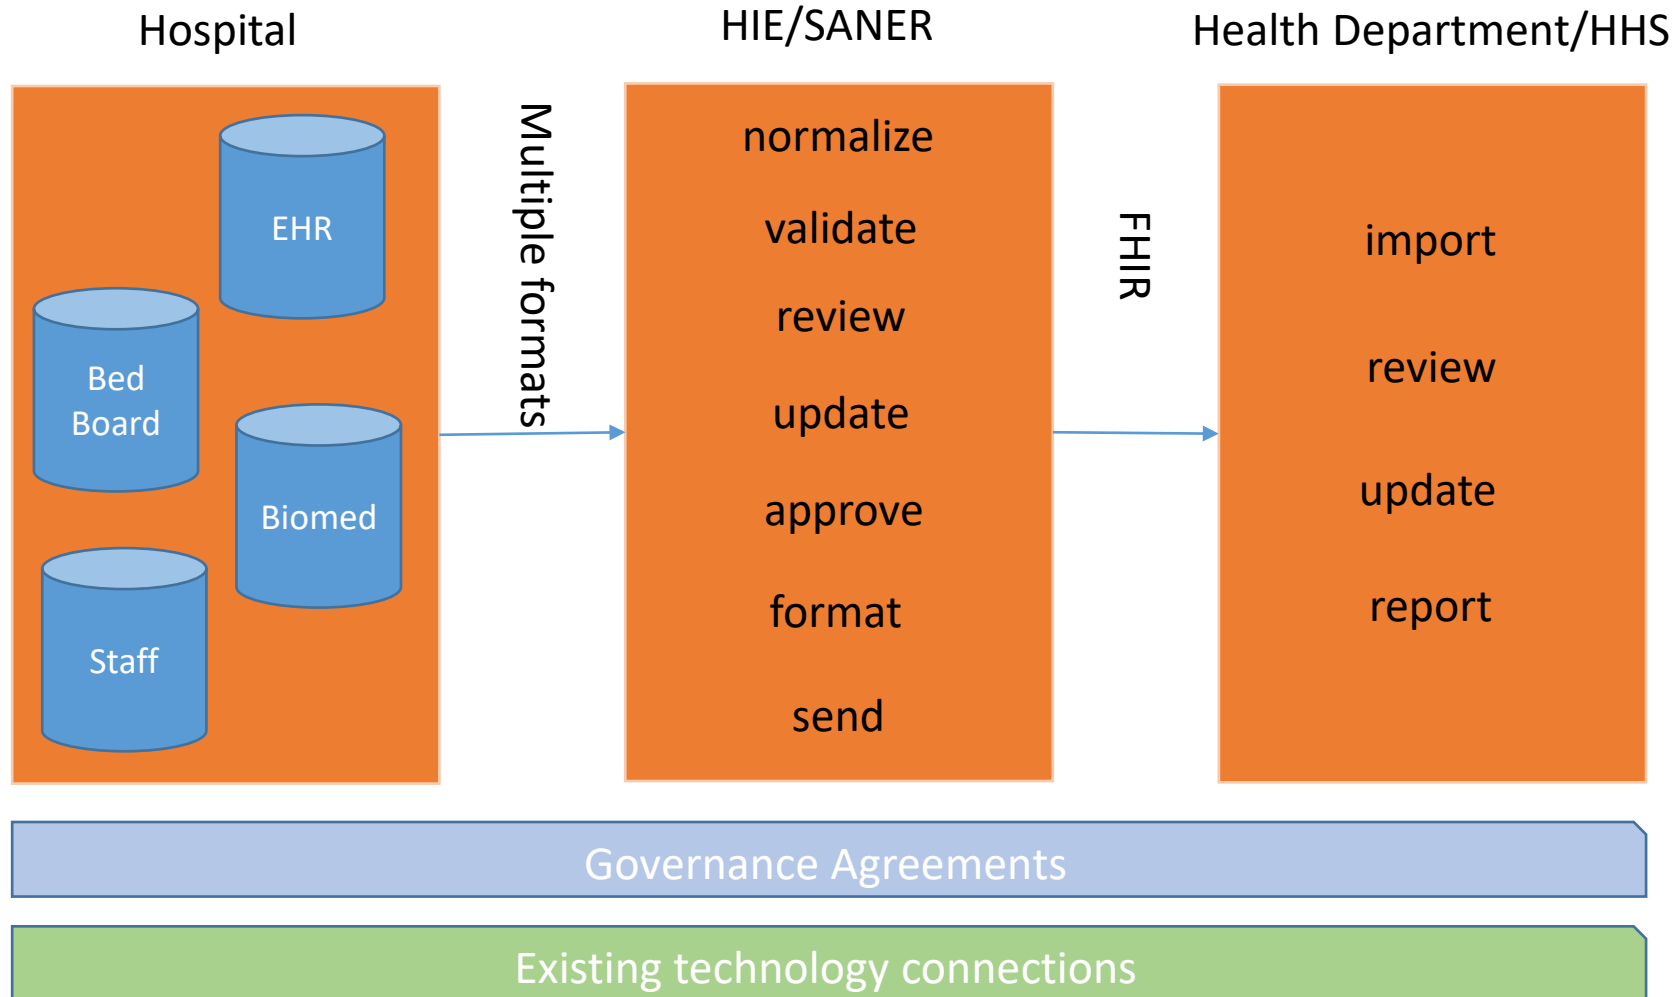 Hospital
HIE/SANER
Health Department/HHS
EHR
Bed
Board
Biomed
Staff
Multiple formats
normalize
validate
review
update
approve
format
send
FHIR
import
review
update
report
Governance Agreements
Existing technology connections